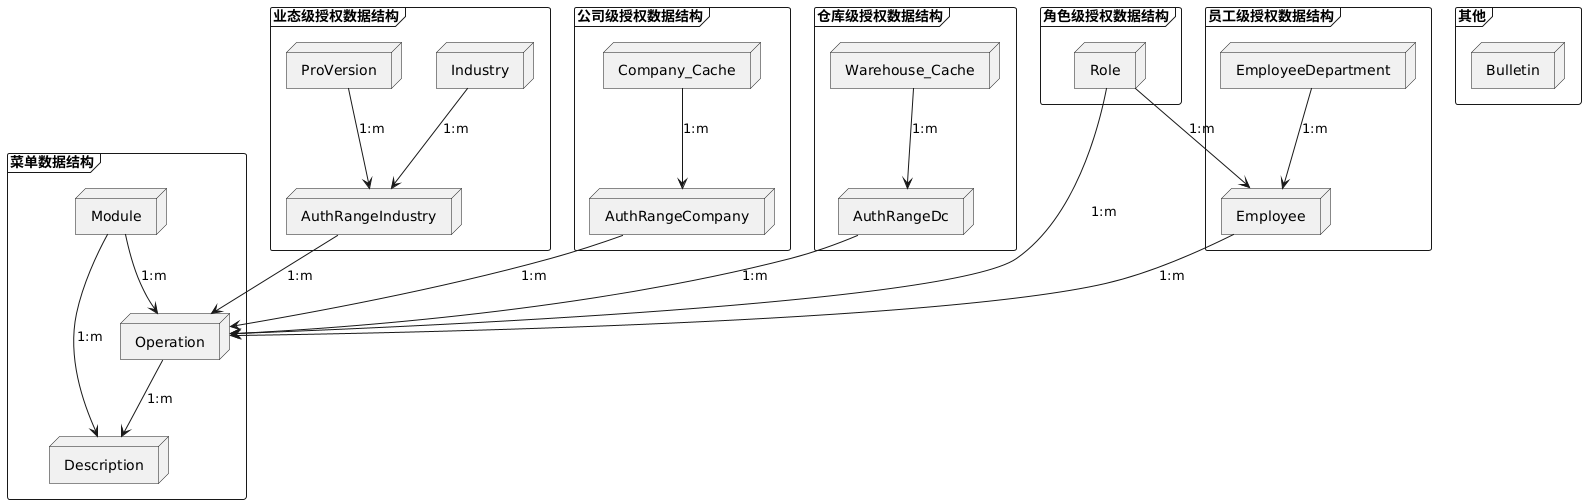 业态级授权数据结构
公司级授权数据结构
仓库级授权数据结构
角色级授权数据结构
员工级授权数据结构
其他
ProVersion
Industry
Company_Cache
Warehouse_Cache
Role
EmployeeDepartment
Bulletin
1:m
1:m
1:m
1:m
1:m
1:m
菜单数据结构
Module
AuthRangeIndustry
AuthRangeCompany
AuthRangeDc
1:m
Employee
1:m
1:m
1:m
1:m
1:m
Operation
1:m
1:m
Description